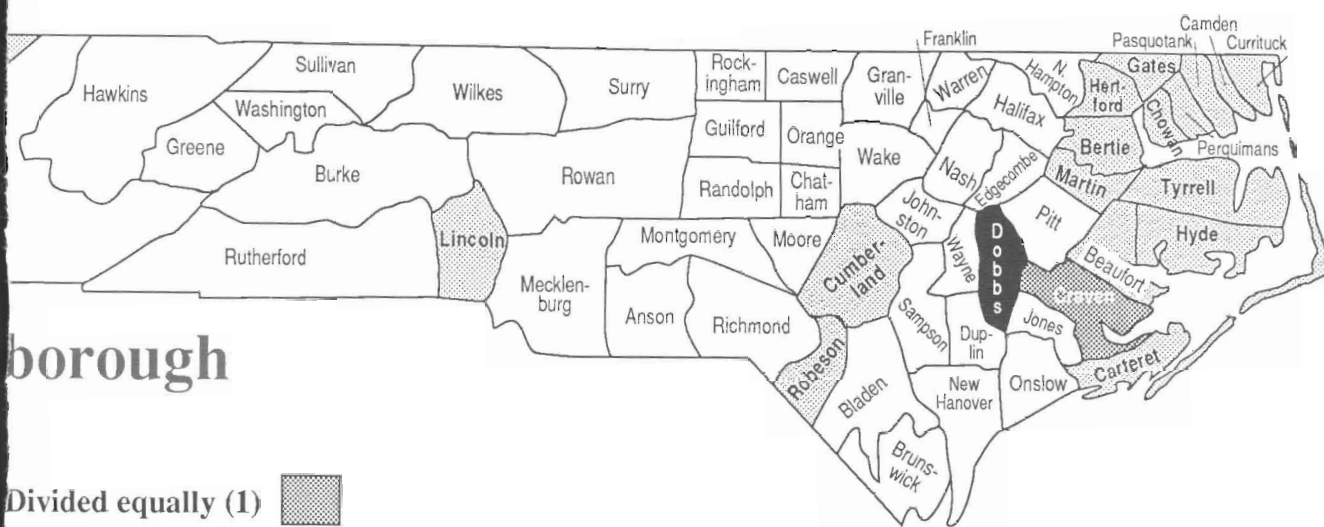 Camden
Franklin
Pasquotank
Currituck
Hawkins
Sullivan
Washington
Greene
Wilkes
Surry
Rock-
ingham
Caswell
Gran-
ville
Warren
N.
Hampton
Gates
Hert-
ford
Halifax
Chowan
Perquimans
Burke
Rowan
Guilford
Orange
Randolph
Chat-
ham
Wake
Nash
Edgecombe
Bertie
Martin
Tyrrell
Rutherford
Lincoln
Mecklen-
burg
Montgomery
Moore
Cumber-
land
John-
ston
Wayne
Dobbs
Pitt
Beaufort
Hyde
Craven
Anson
Richmond
Robeson
Sampson
Dup-
lin
Jones
Carteret
Bladen
New
Hanover
Onslow
Bruns-
wick
borough
Divided equally (1)